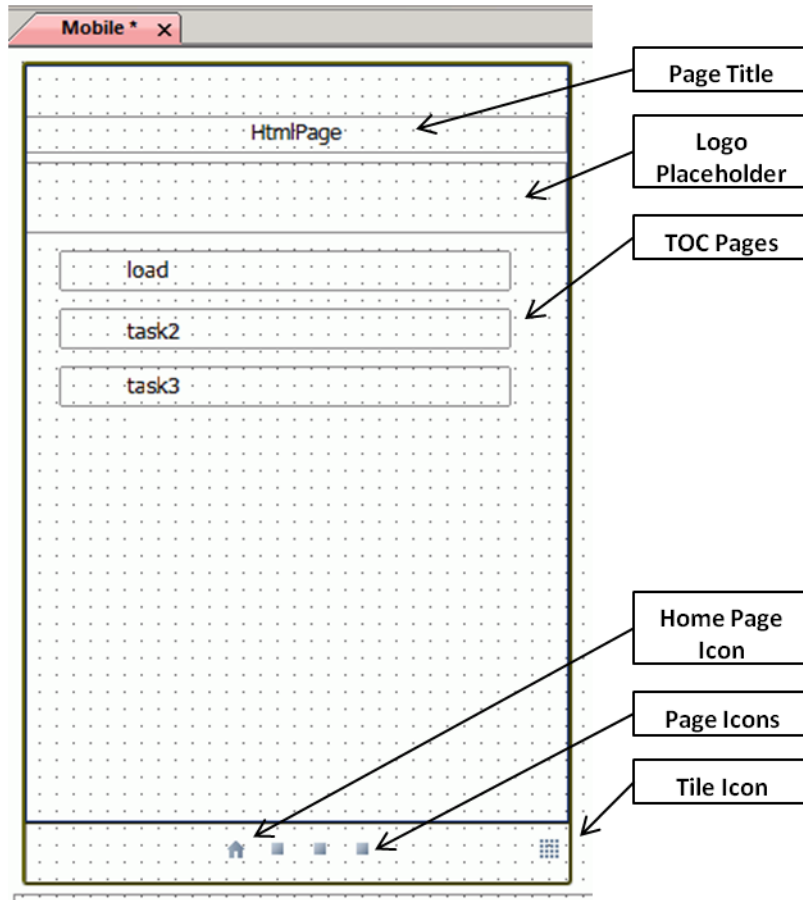 Mobile *
Page Title
HtmlPage
Logo
Placeholder
TOC Pages
load
task2
task3
Home Page
Icon
Page Icons
Tile Icon